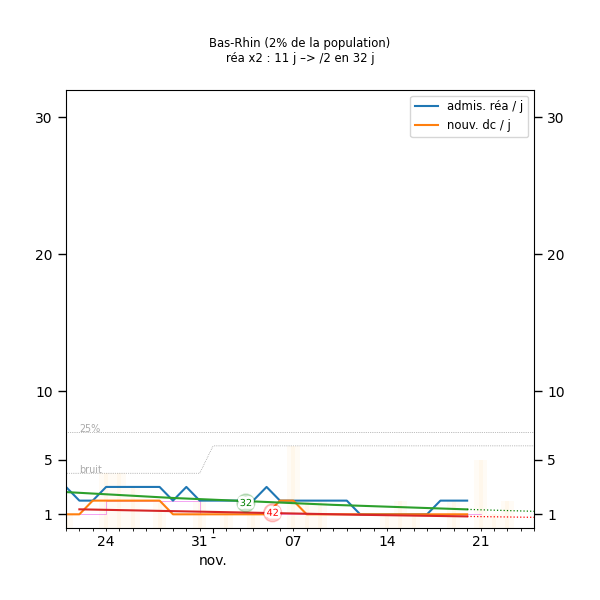 Bas-Rhin (2% de la population)
réa x2 : 11 j –> /2 en 32 j
admis. réa / j
nouv. dc / j
30 30
20 20
10 10
25%
5 5
bruit
32
42
1 1
24 31 07 14 21
nov.